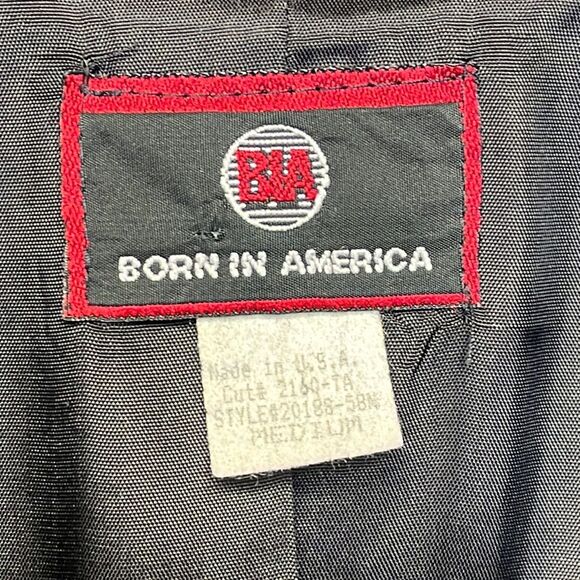 BIA
BORN IN AMERICA
Made in U.S.A.
Cut# 2160-TA
STYLE#20188-58N
MEDIUM